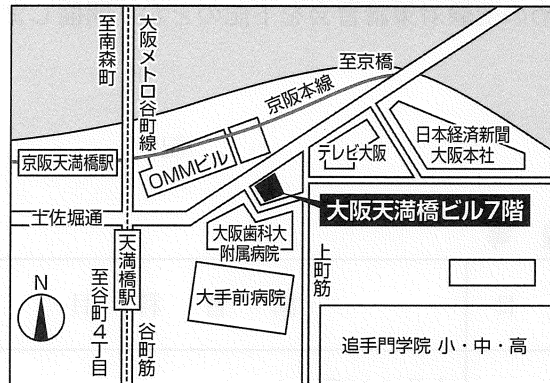 至南森町
大阪メトロ谷町線
至京橋
京阪本線
京阪天満橋駅
OMMビル
テレビ大阪
日本経済新聞
大阪本社
大阪天満橋ビル7階
土佐堀通
天満橋駅
大阪歯科大
附属病院
上町筋
大手前病院
N
至谷町4丁目
谷町筋
追手門学院 小・中・高